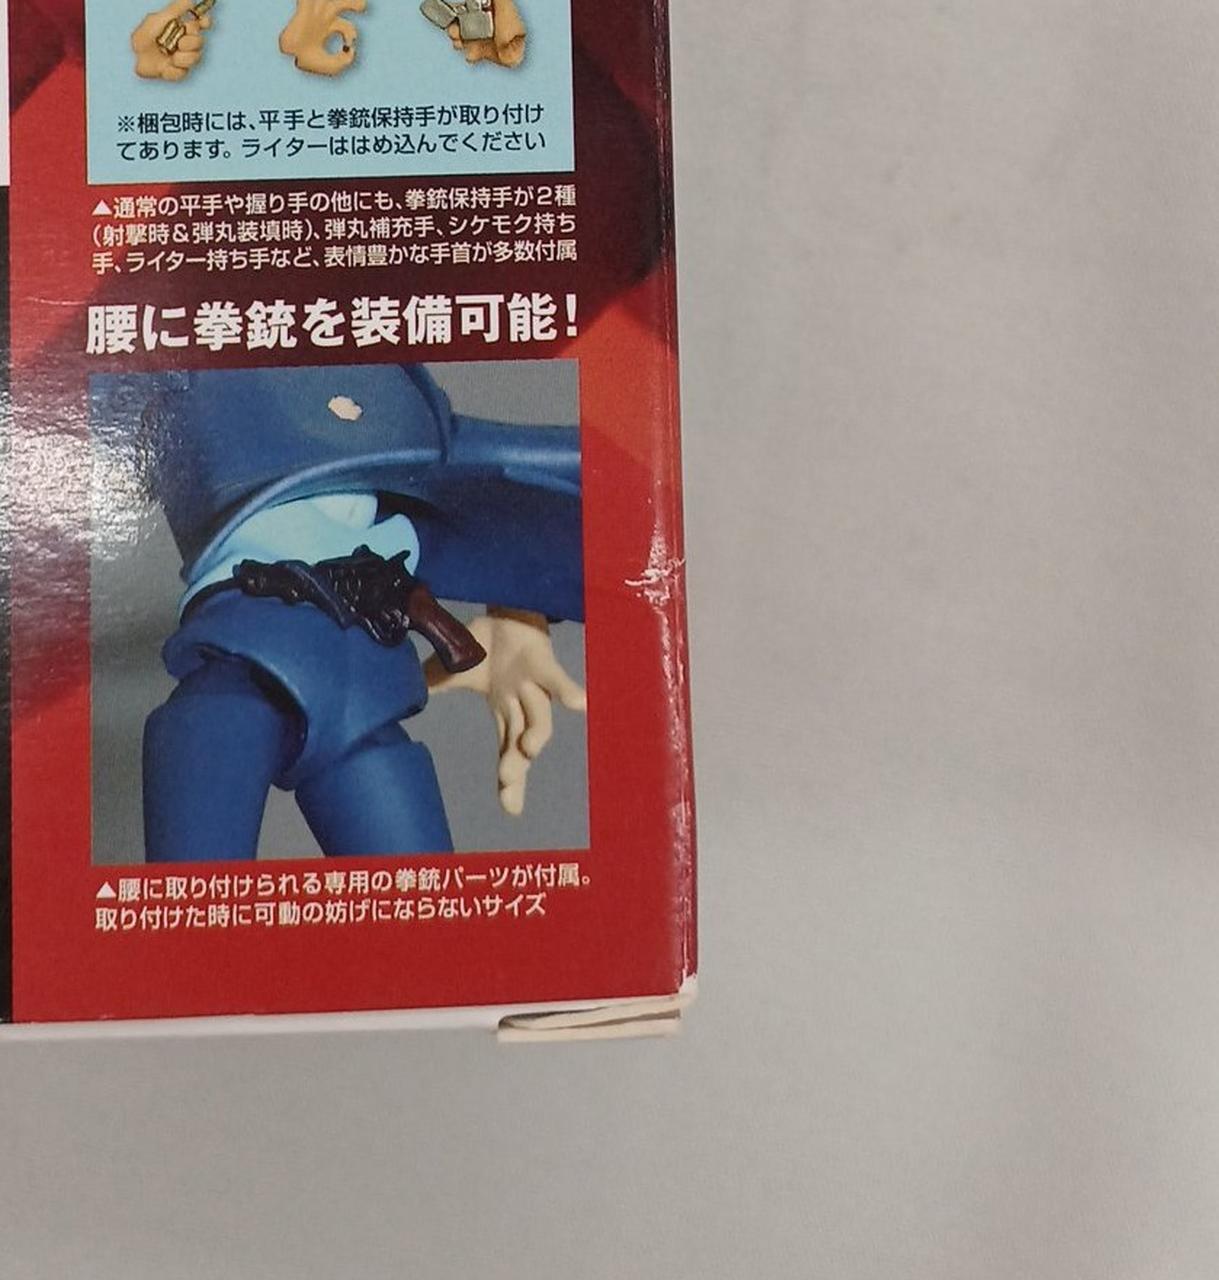 ※梱包時には、平手と拳銃保持手が取り付け
てあります。ライターははめ込んでください
▲通常の平手や握り手の他にも、拳銃保持手が2種
(射撃時&弾丸装填時)、弾丸補充手、シケモク持ち
手、ライター持ち手など、表情豊かな手首が多数付属
腰に拳銃を装備可能!
▲腰に取り付けられる専用の拳銃パーツが付属。
取り付けた時に可動の妨げにならないサイズ